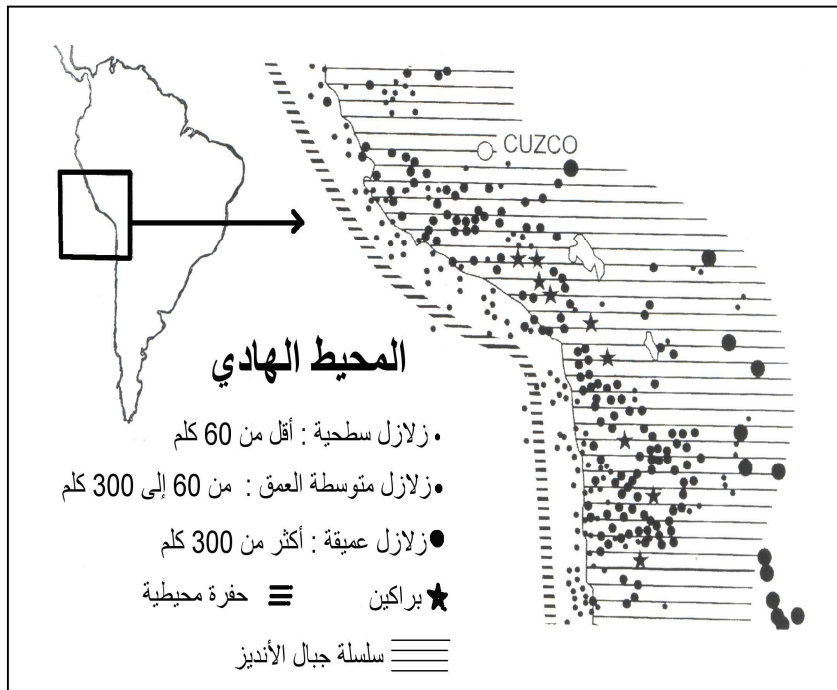 CUZCO
المحيط الهادي
زلازل سطحية : أقل من 60 كلم
زلازل متوسطة العمق : من 60 إلى 300 كلم
زلازل عميقة : أكثر من 300 كلم
براكين حفرة محيطية
سلسلة جبال الأنديز